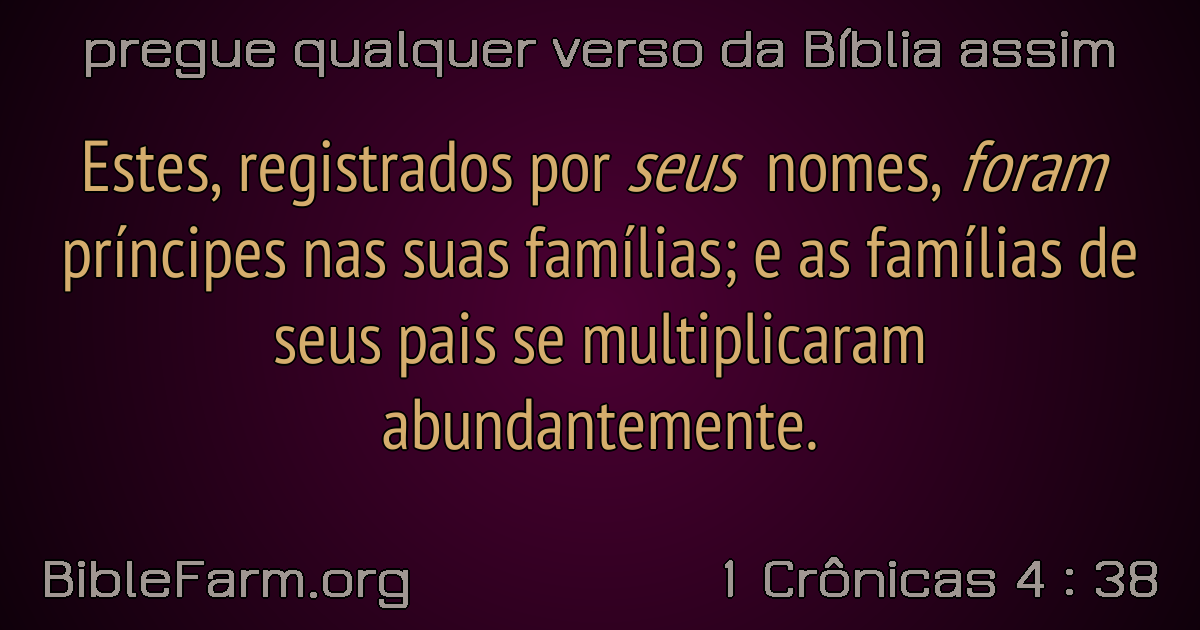 pregue qualquer verso da Bíblia assim
Estes, registrados por seus nomes, foram
príncipes nas suas famílias; e as famílias de
seus pais se multiplicaram
abundantemente.
BibleFarm.org
1 Crônicas 4 : 38